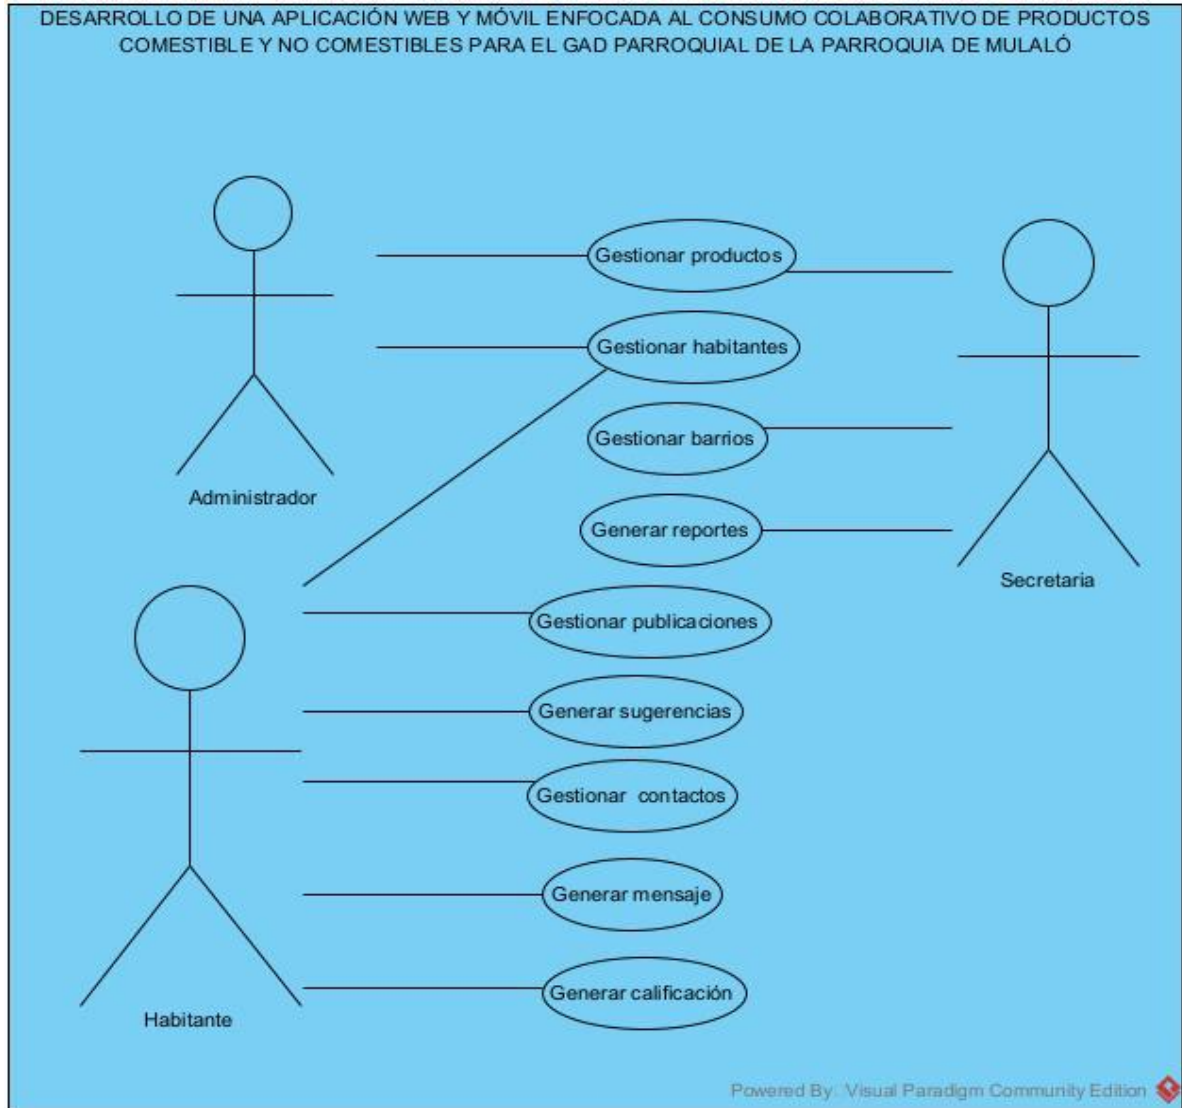 DESARROLLO DE UNA APLICACIÓN WEB Y MÓVIL ENFOCADA AL CONSUMO COLABORATIVO DE PRODUCTOS
COMESTIBLE Y NO COMESTIBLES PARA EL GAD PARROQUIAL DE LA PARROQUIA DE MULALÓ
Gestionar productos
Gestionar habitantes
Gestionar barrios
Administrador
Generar reportes
Secretaria
Gestionar publicaciones
Generar sugerencias
Gestionar contactos
Generar mensaje
Generar calificación
Habitante
Powered By: Visual Paradigm Community Edition